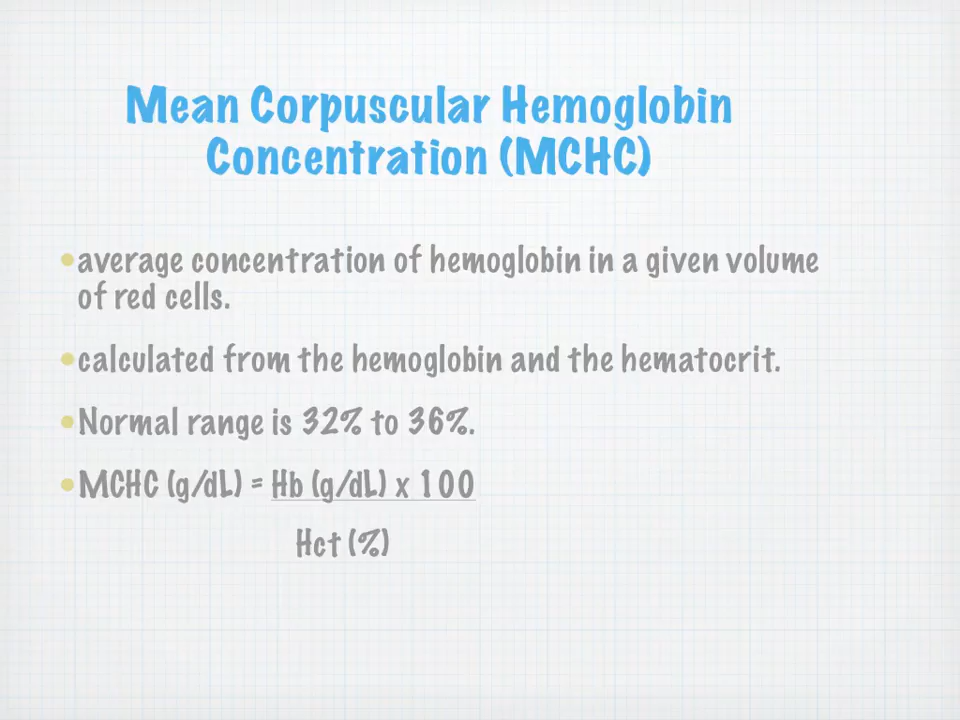 Mean Corpuscular Hemoglobin
Concentration (MCHC)
•average concentration of hemoglobin in a given volume
of red cells.
•calculated from the hemoglobin and the hematocrit.
•Normal range is 32% to 36%.
•MCHC (g/dL) = Hb (g/dL) x 100
Hct (%)